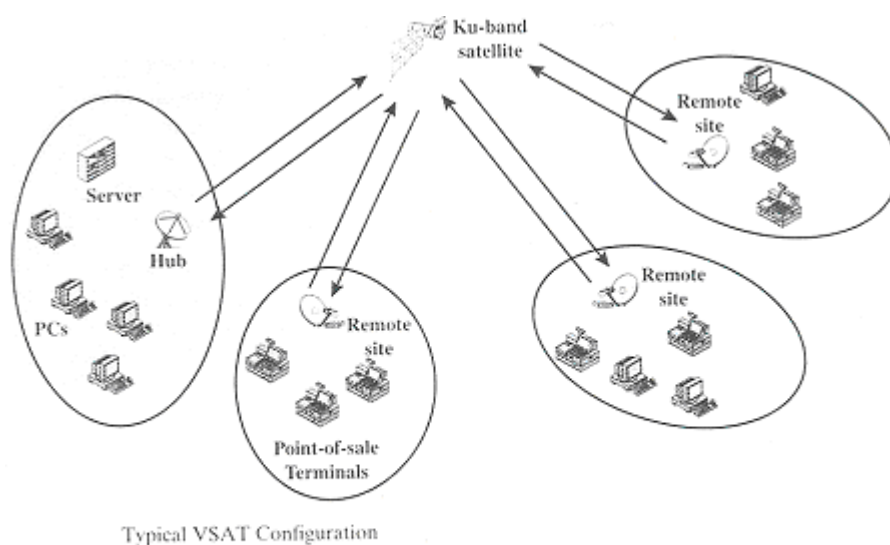 Ku-band
satellite
Remote
site
Server
Hub
PCs
Remote
site
Remote
site
Point-of-sale
Terminals
Typical VSAT Configuration